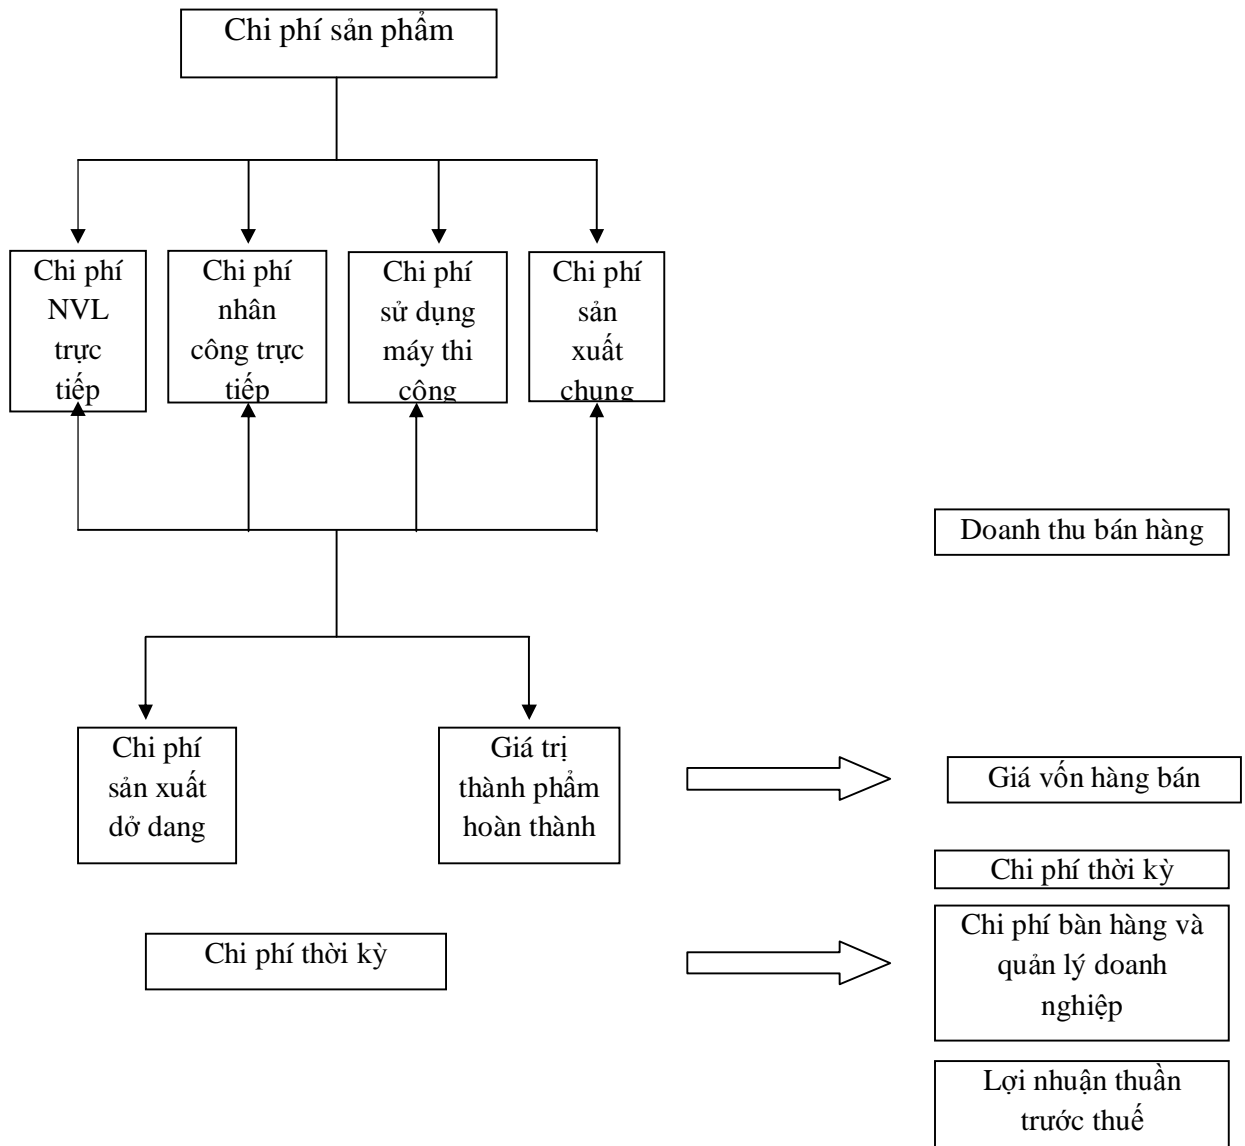 Chi phí sản phẩm
Chi phí
NVL
trực
tiếp
Chi phí
nhân
công trực
tiếp
Chi phí
sử dụng
máy thi
công
Chi phí
sản
xuất
chung
Doanh thu bán hàng
Chi phí
sản xuất
dở dang
Giá trị
thành phẩm
hoàn thành
Giá vốn hàng bán
Chi phí thời kỳ
Chi phí thời kỳ
Chi phí bàn hàng và
quản lý doanh
nghiệp
Lợi nhuận thuần
trước thuế